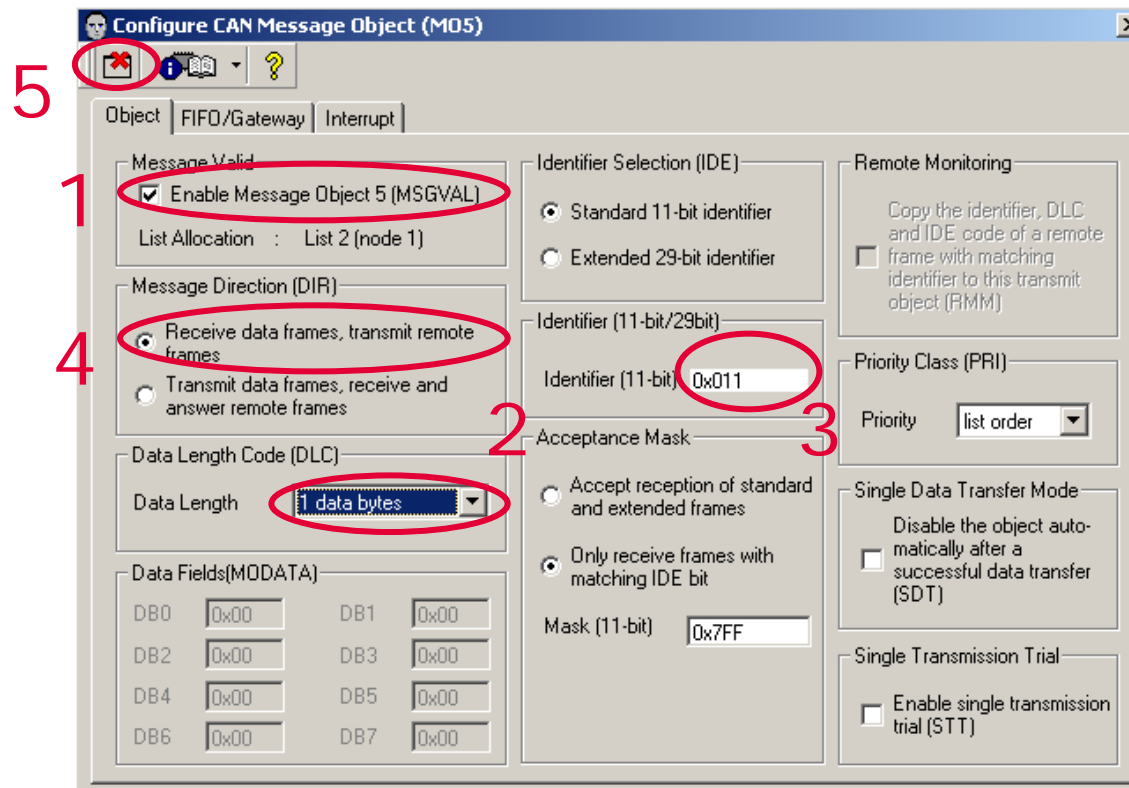 Configure CAN Message Object (MO5)
5
Object
FIFO/Gateway
Interrupt
Message Valid
1
Enable Message Object 5 (MSGVAL)
List Allocation : List 2 (node 1)
Message Direction (DIR)
4
Receive data frames, transmit remote
frames
Transmit data frames, receive and
answer remote frames
2
Data Length Code (DLC)
Data Length 1 data bytes
Data Fields(MODATA)
DB0 0x00 DB1 0x00
DB2 0x00 DB3 0x00
DB4 0x00 DB5 0x00
DB6 0x00 DB7 0x00
Identifier Selection (IDE)
Standard 11-bit identifier
Extended 29-bit identifier
Identifier (11-bit/29bit)
Identifier (11-bit) 0x011
3
Acceptance Mask
Accept reception of standard
and extended frames
Only receive frames with
matching IDE bit
Mask (11-bit) 0x7FF
Remote Monitoring
Copy the identifier, DLC
and IDE code of a remote
frame with matching
identifier to this transmit
object (RMM)
Priority Class (PRI)
Priority list order
Single Data Transfer Mode
Disable the object auto-
matically after a
successful data transfer
(SDT)
Single Transmission Trial
Enable single transmission
trial (STT)